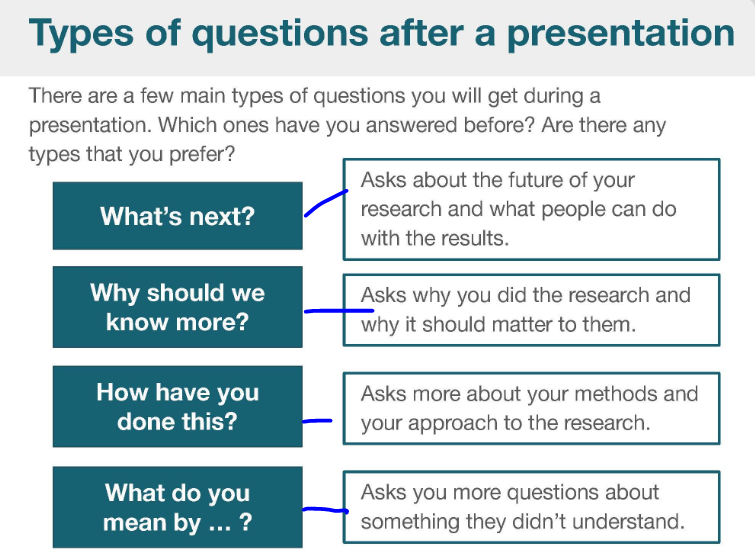 Types of questions after a presentation
There are a few main types of questions you will get during a
presentation. Which ones have you answered before? Are there any
types that you prefer?
What's next?
Asks about the future of your
research and what people can do
with the results.
Why should we
know more?
Asks why you did the research and
why it should matter to them.
How have you
done this?
Asks more about your methods and
your approach to the research.
What do you
mean by ... ?
Asks you more questions about
something they didn't understand.